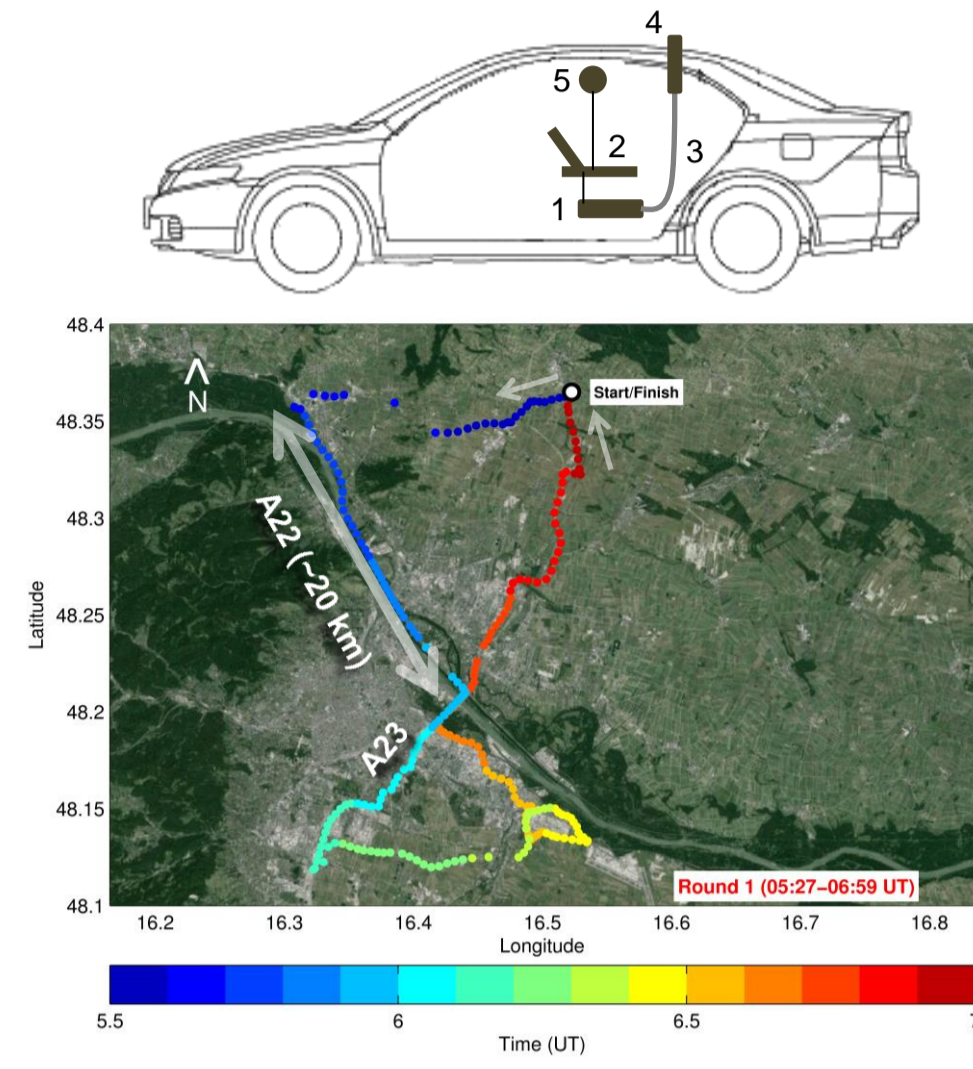 4
5
2
3
1
48.4
48.35
48.3
48.25
48.2
48.15
48.1
Latitude
N
Start/Finish
A22 (~20 km)
A23
Round 1 (05:27–06:59 UT)
16.2 16.3 16.4 16.5 16.6 16.7 16.8
Longitude
5.5 6 6.5 7
Time (UT)